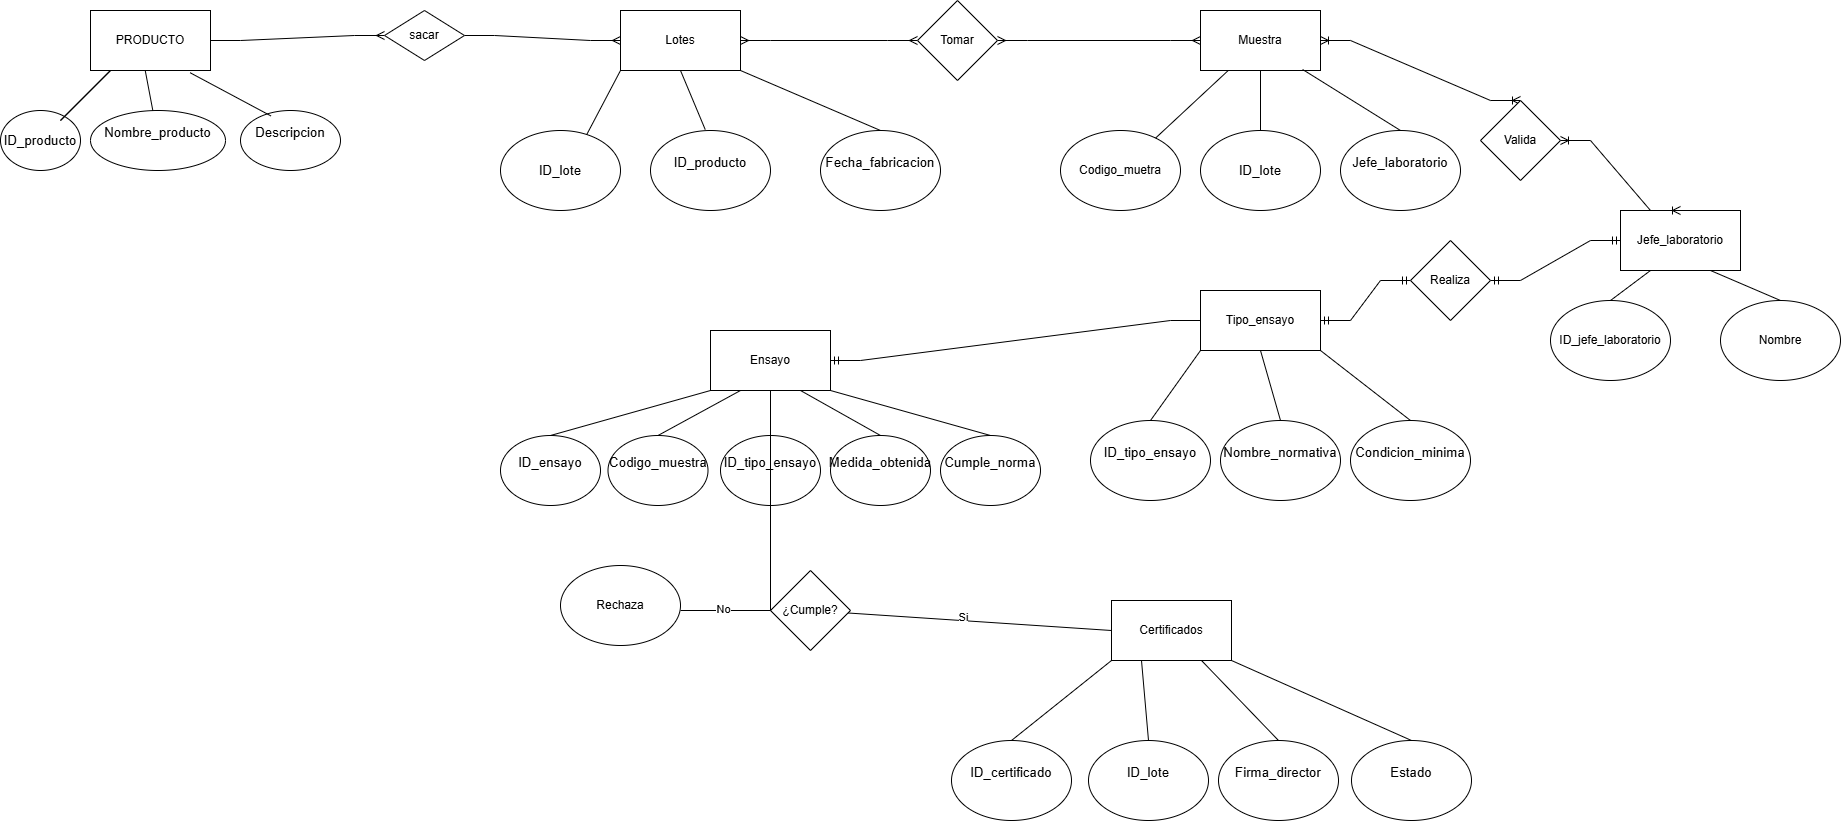 PRODUCTO
sacar
Lotes
Tomar
Muestra
ID_producto
Nombre_producto
Descripcion
ID_lote
ID_producto
Fecha_fabricacion
Codigo_muetra
ID_lote
Jefe_laboratorio
Valida
Jefe_laboratorio
Realiza
ID_jefe_laboratorio
Nombre
Tipo_ensayo
Ensayo
ID_tipo_ensayo
Nombre_normativa
Condicion_minima
ID_ensayo
Codigo_muestra
ID_tipo_ensayo
Medida_obtenida
Cumple_norma
Rechaza
No
¿Cumple?
Si
Certificados
ID_certificado
ID_lote
Firma_director
Estado